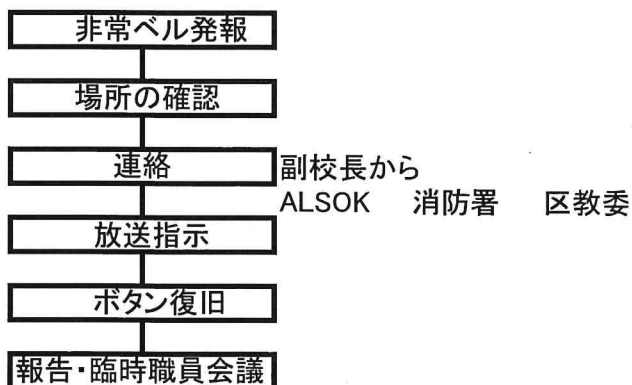 非常ベル発報
場所の確認
連絡 副校長から
ALSOK 消防署 区教委
放送指示
ボタン復旧
報告・臨時職員会議